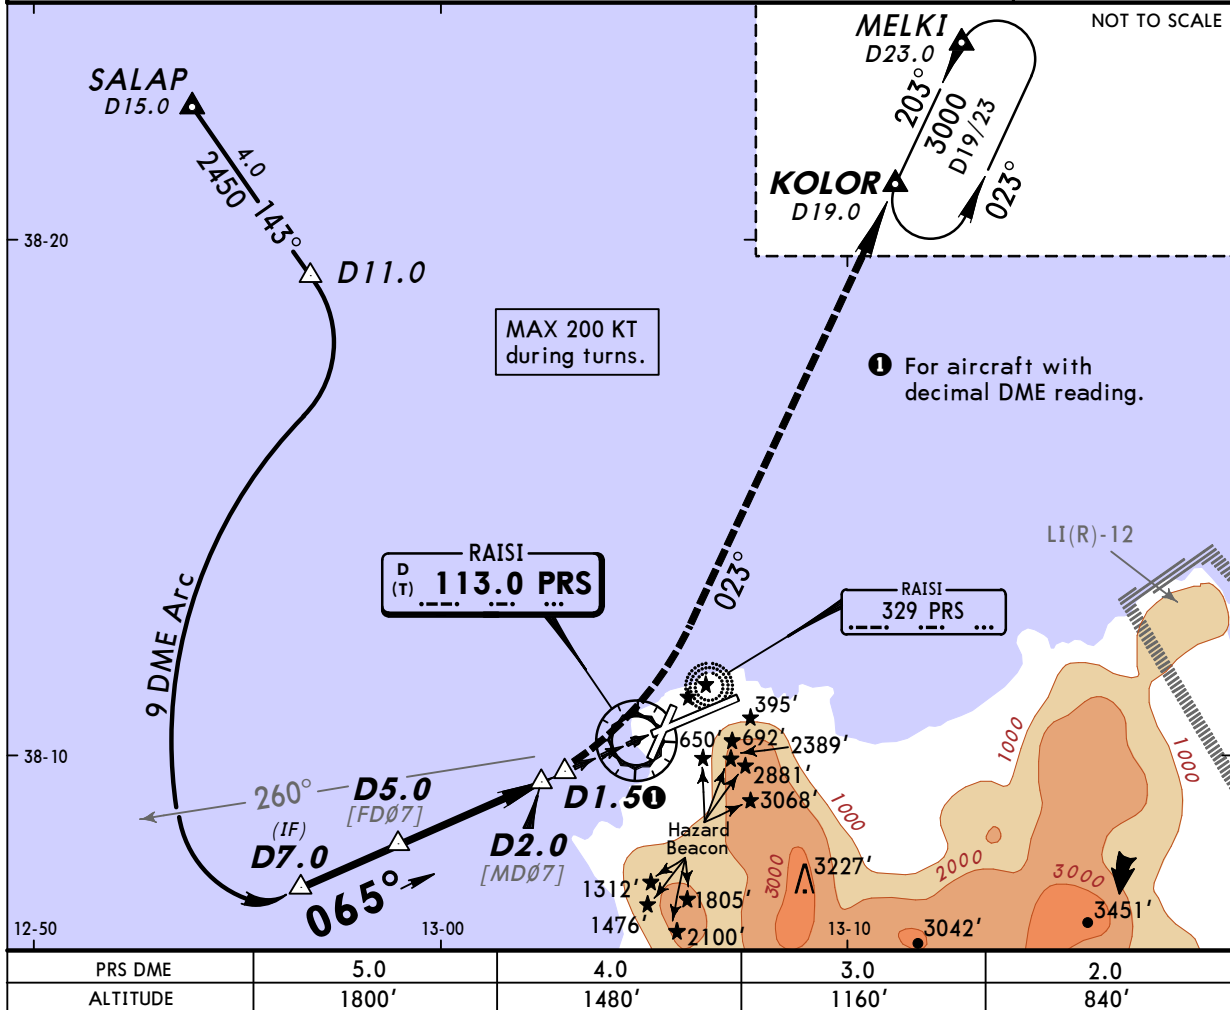 NOT TO SCALE
MELKI
D23.0
203°
3000
D19/23
023°
KOLOR
D19.0
SALAP
D15.0
4.0
2450
143°
D11.0
38-20
MAX 200 KT
during turns.
❶ For aircraft with
decimal DME reading.
023°
LI(R)-12
RAISI
D
(T)
113.0 PRS
RAISI
329 PRS
9 DME Arc
395'
650'
692'
2389'
2881'
3068'
1000
1000
1000
38-10
260°
D5.0
[FDØ7]
(IF)
D7.0
D1.5❶
D2.0
[MDØ7]
065°
Hazard
Beacon
1312'
1476'
1805'
2100'
3000
3227'
2000
3000
3451'
3042'
12-50
13-00
13-10
PRS DME 5.0 4.0 3.0 2.0
ALTITUDE 1800' 1480' 1160' 840'